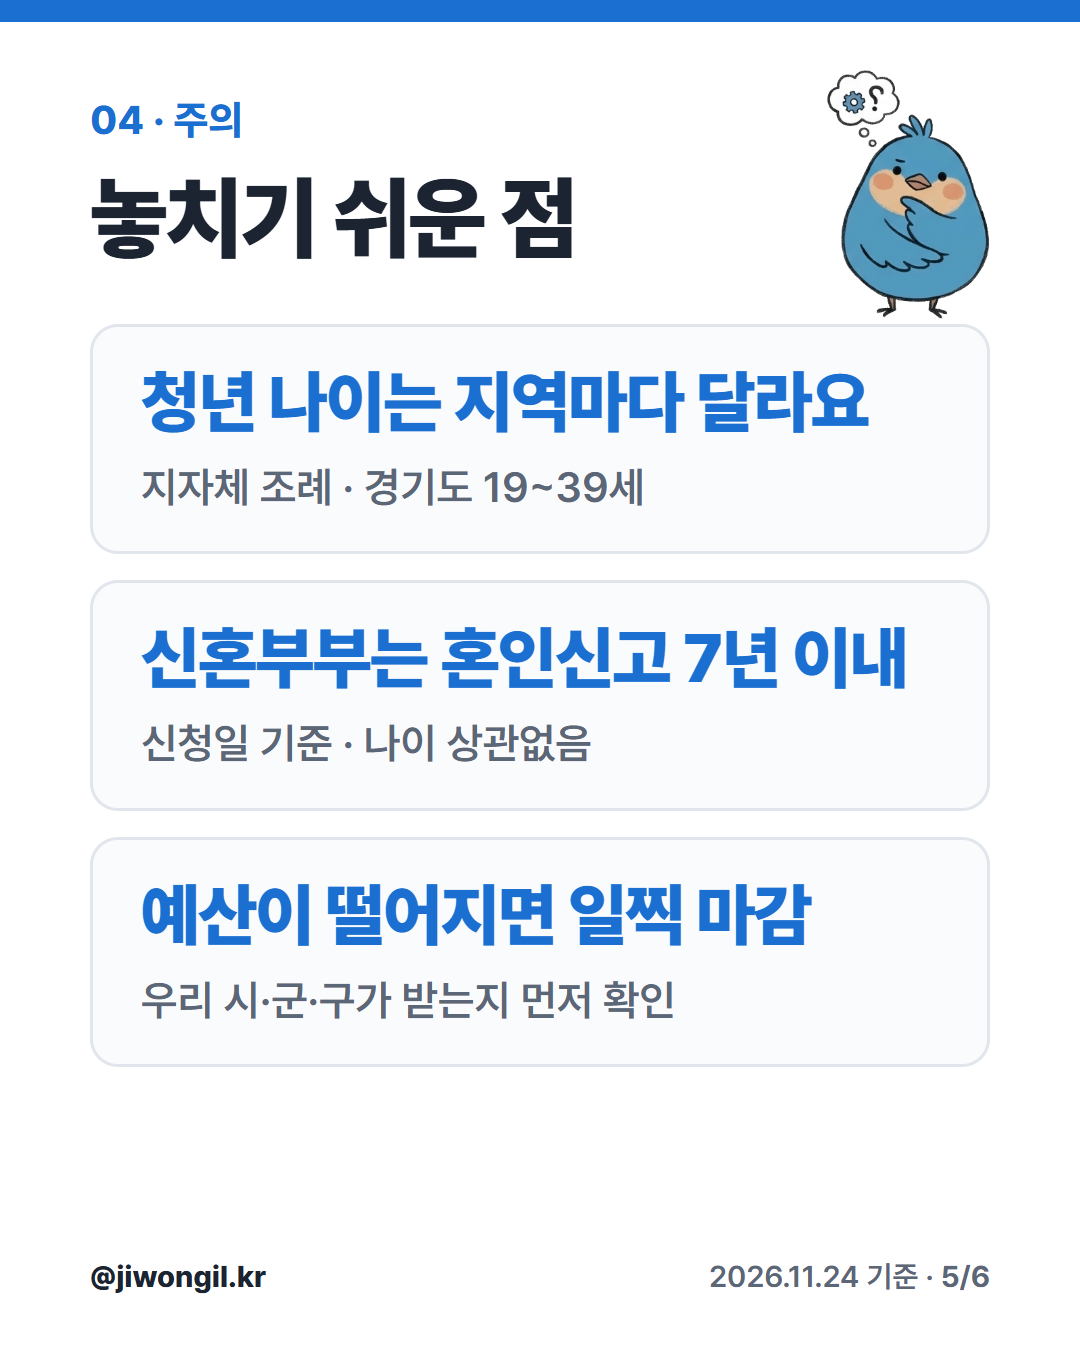 04 · 주의
놓치기 쉬운 점
청년 나이는 지역마다 달라요
지자체 조례 · 경기도 19~39세
신혼부부는 혼인신고 7년 이내
신청일 기준 · 나이 상관없음
예산이 떨어지면 일찍 마감
우리 시·군·구가 받는지 먼저 확인
@jiwongil.kr
2026.11.24 기준 · 5/6